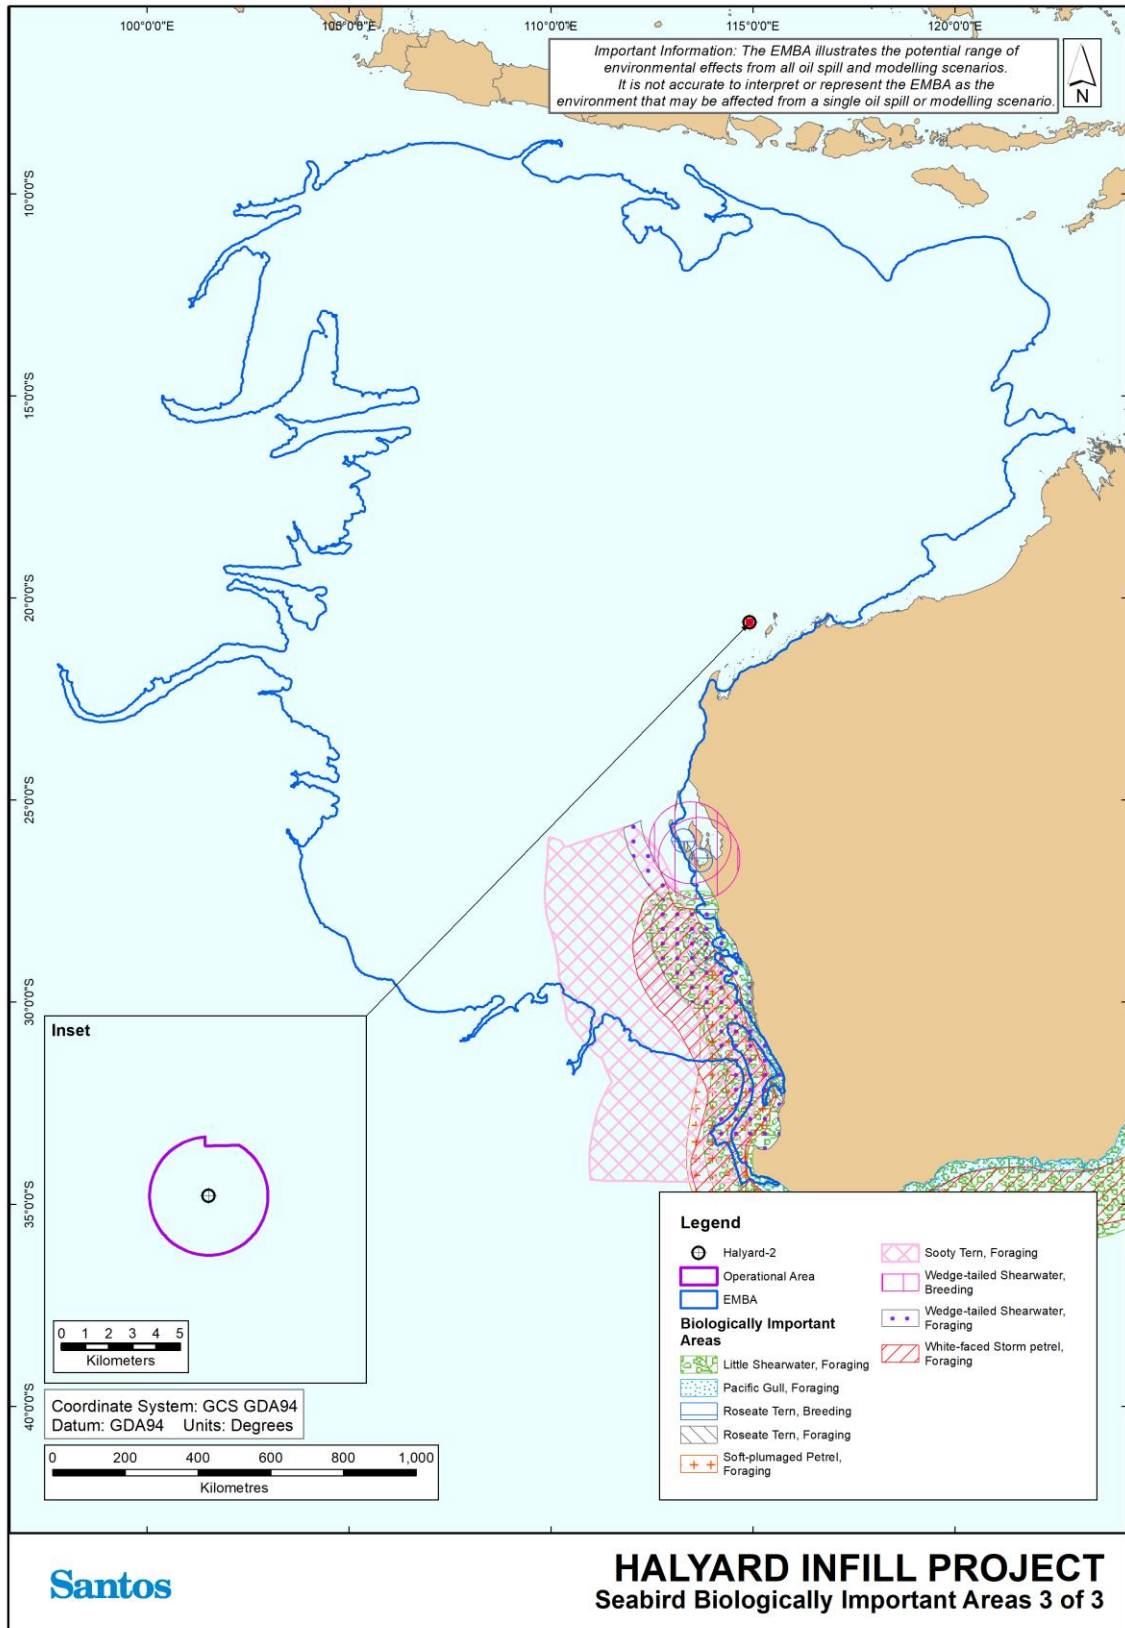 100°0'0"E 105°0'0"E 110°0'0"E 115°0'0"E 120°0'0"E
Important Information: The EMBA illustrates the potential range of
environmental effects from all oil spill and modelling scenarios.
It is not accurate to interpret or represent the EMBA as the
environment that may be affected from a single oil spill or modelling scenario.
N
10°0'0"S
15°0'0"S
20°0'0"S
25°0'0"S
30°0'0"S
35°0'0"S
40°0'0"S
Inset
0 1 2 3 4 5
Kilometers
Coordinate System: GCS GDA94
Datum: GDA94 Units: Degrees
0 200 400 600 800 1,000
Kilometres
Legend
Halyard-2
Operational Area
EMBA
Biologically Important
Areas
Little Shearwater, Foraging
Pacific Gull, Foraging
Roseate Tern, Breeding
Roseate Tern, Foraging
Soft-plumaged Petrel,
Foraging
Sooty Tern, Foraging
Wedge-tailed Shearwater,
Breeding
Wedge-tailed Shearwater,
Foraging
White-faced Storm petrel,
Foraging
Santos
HALYARD INFILL PROJECT
Seabird Biologically Important Areas 3 of 3